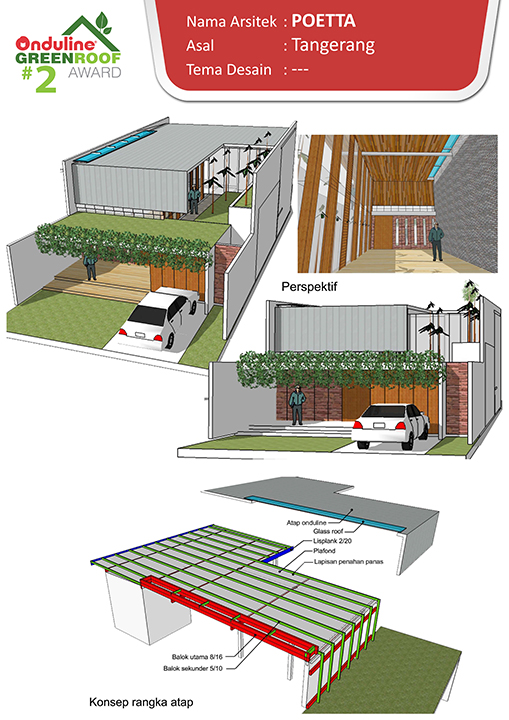 Onduline®
GREENROOF
#2 AWARD
Nama Arsitek : POETTA
Asal : Tangerang
Tema Desain : ---
Perspektif
Atap onduline
Glass roof
Lisplank 2/20
Plafond
Lapisan penahan panas
Balok utama 8/16
Balok sekunder 5/10
Konsep rangka atap